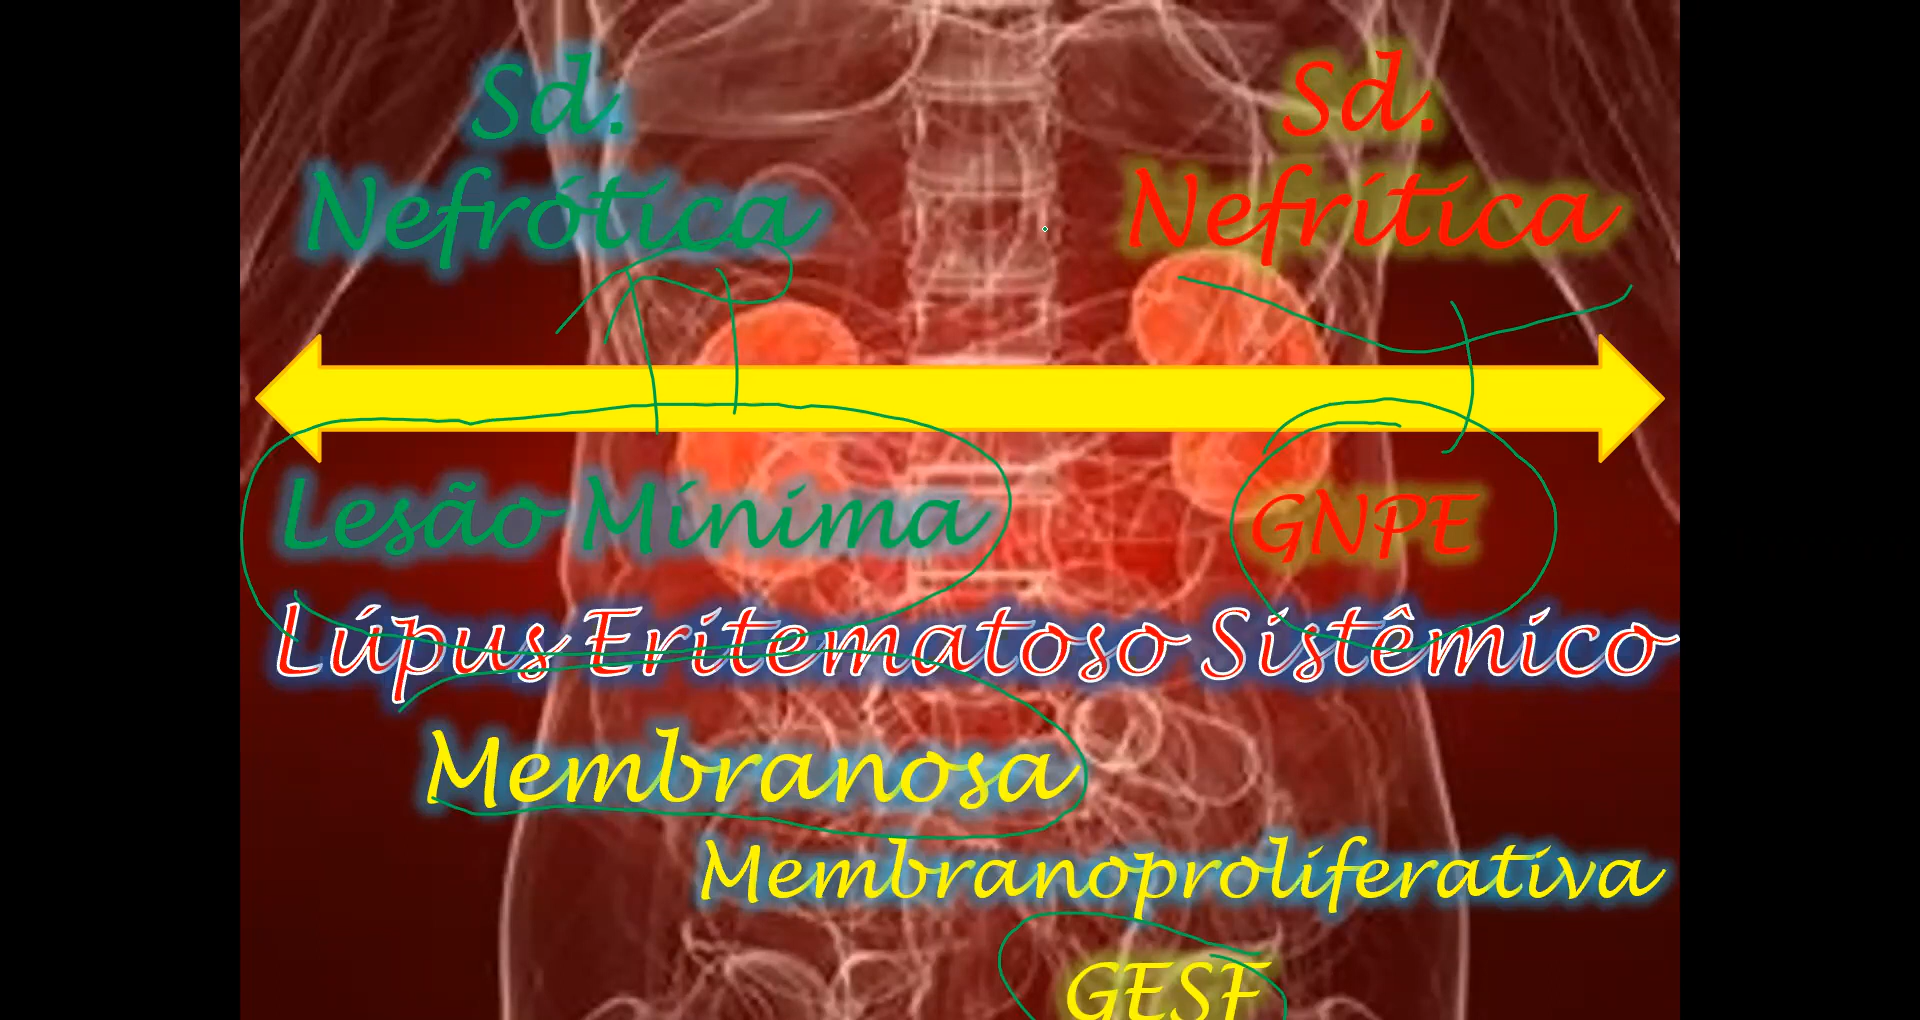 Sd.
Nefrótica
Sd.
Nefrítica
Lesão Mínima
GNPE
Lúpus Eritematoso Sistêmico
Membranosa
Membranoproliferativa
GESF